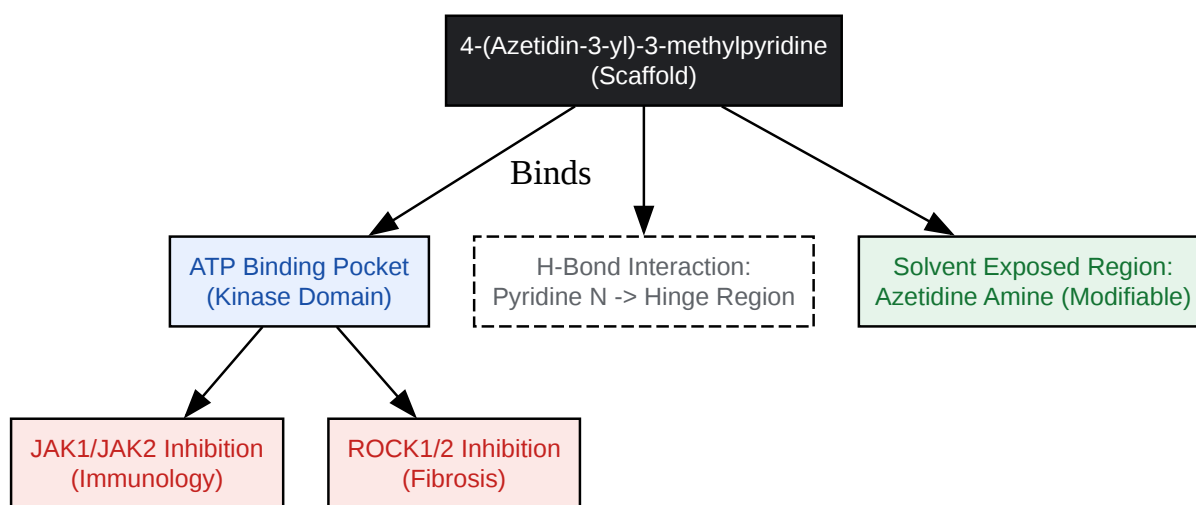 4-(Azetidin-3-yl)-3-methylpyridine
(Scaffold)
Binds
ATP Binding Pocket
(Kinase Domain)
H-Bond Interaction:
Pyridine N -> Hinge Region
Solvent Exposed Region:
Azetidine Amine (Modifiable)
JAK1/JAK2 Inhibition
(Immunology)
ROCK1/2 Inhibition
(Fibrosis)